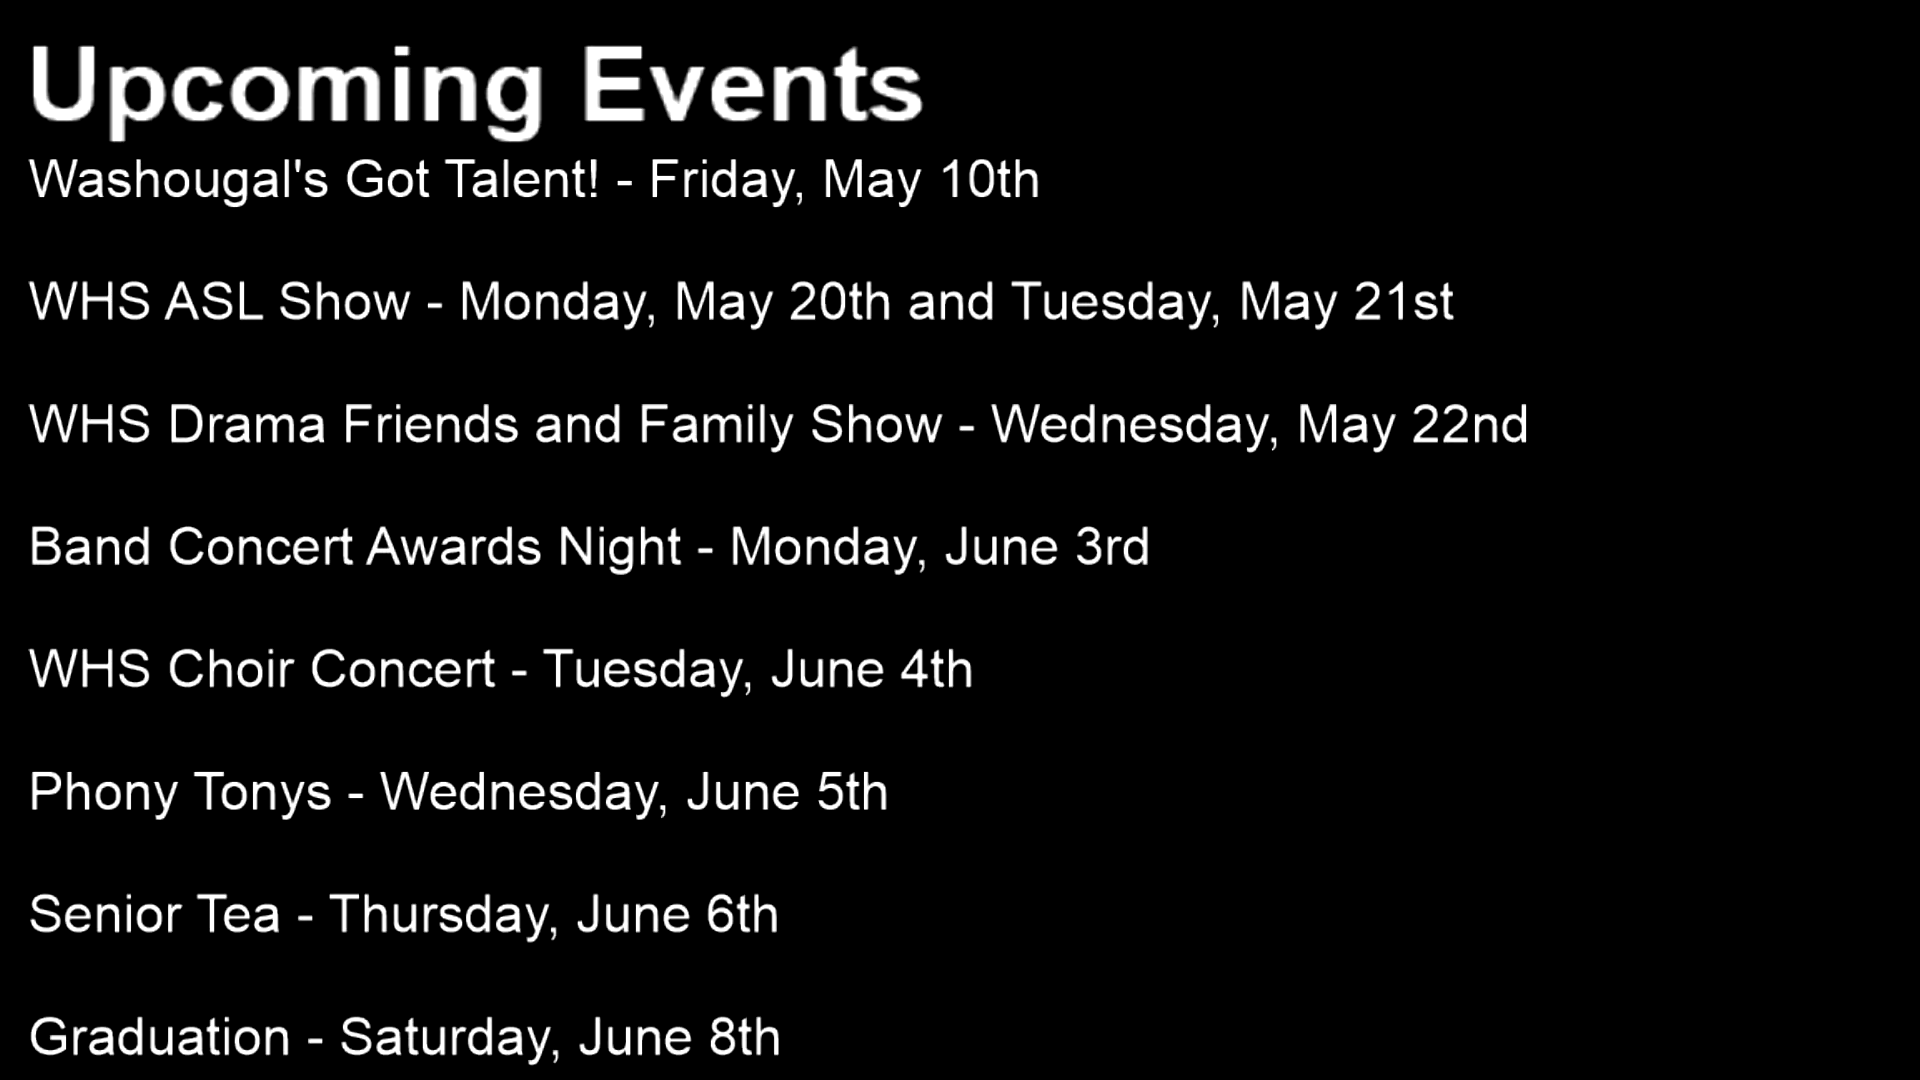 Upcoming Events
Washougal's Got Talent! - Friday, May 10th
WHS ASL Show - Monday, May 20th and Tuesday, May 21st
WHS Drama Friends and Family Show - Wednesday, May 22nd
Band Concert Awards Night - Monday, June 3rd
WHS Choir Concert - Tuesday, June 4th
Phony Tonys - Wednesday, June 5th
Senior Tea - Thursday, June 6th
Graduation - Saturday, June 8th